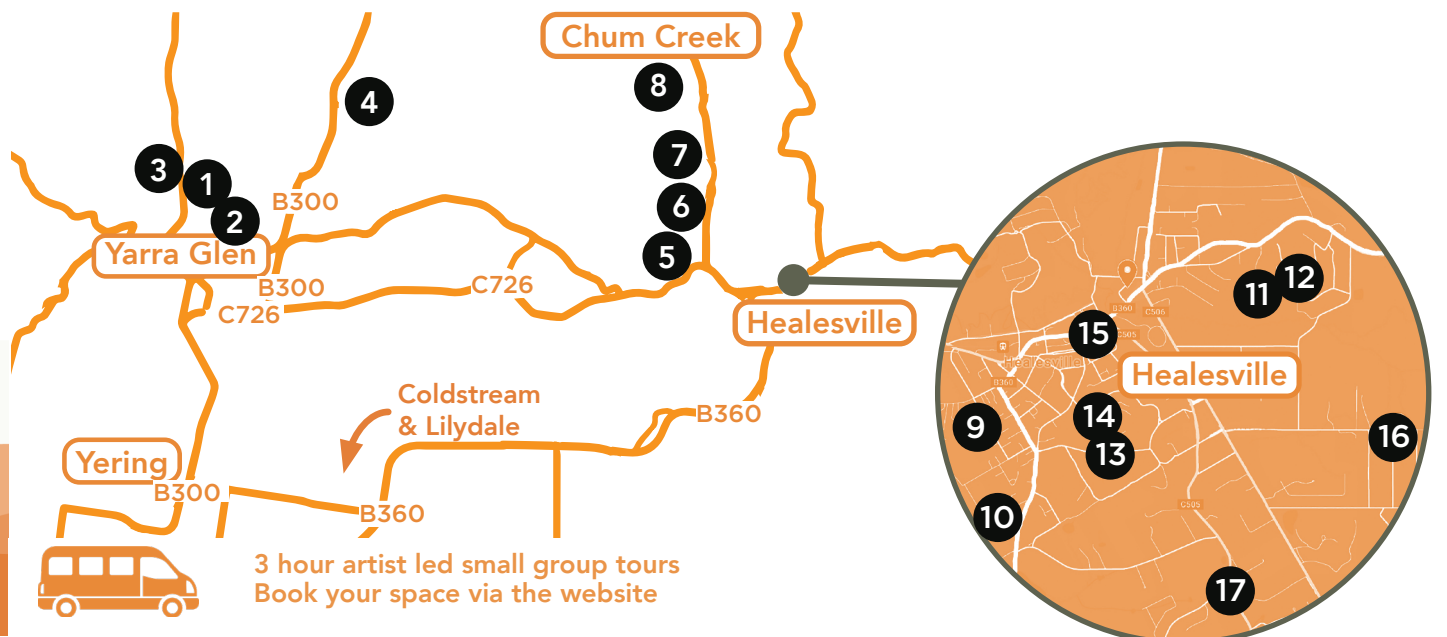 Chum Creek
8
4
7
3
1
6
B300
2
Yarra Glen
5
B300
C726
C726
Healesville
Coldstream
& Lilydale
B360
Yering
B300
B360
3 hour artist led small group tours
Book your space via the website
12
11
B360
C506
15
C505
Healesville
Healesville
B360
14
9
13
16
10
C505
17